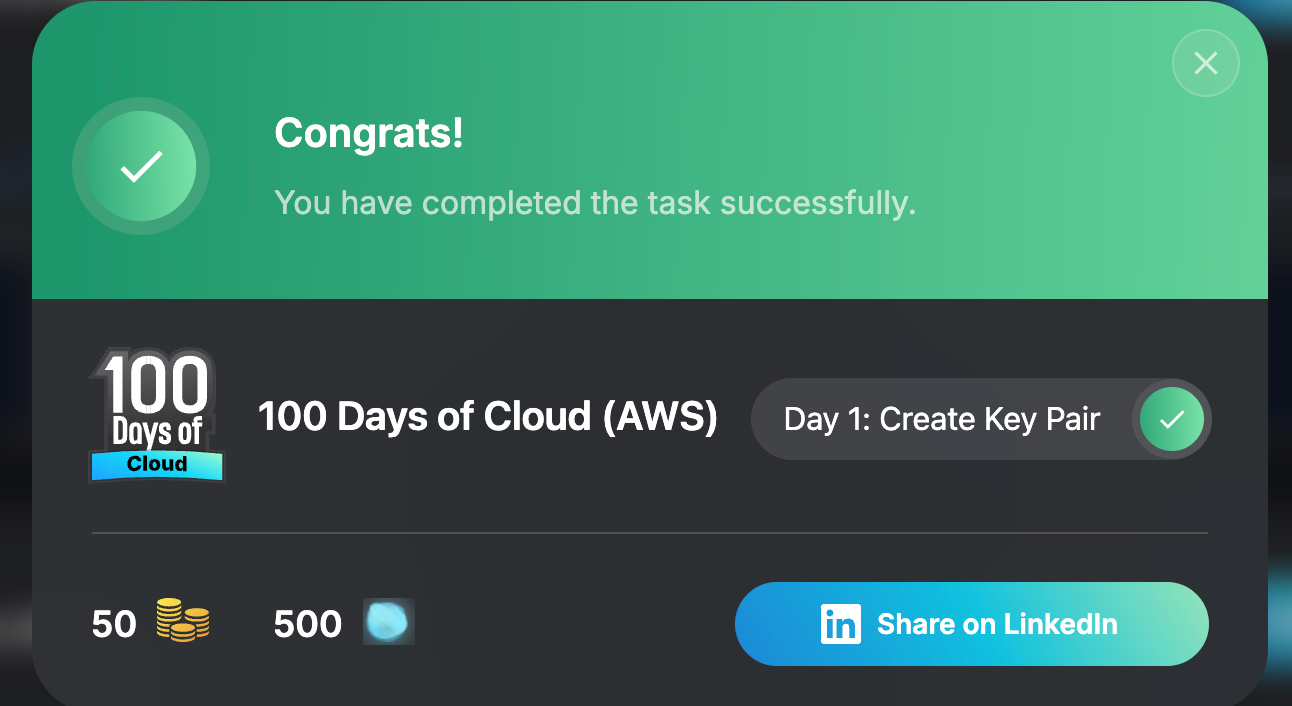 Congrats!
You have completed the task successfully.
100
Days of
Cloud
100 Days of Cloud (AWS)
Day 1: Create Key Pair
50
500
in
Share on LinkedIn